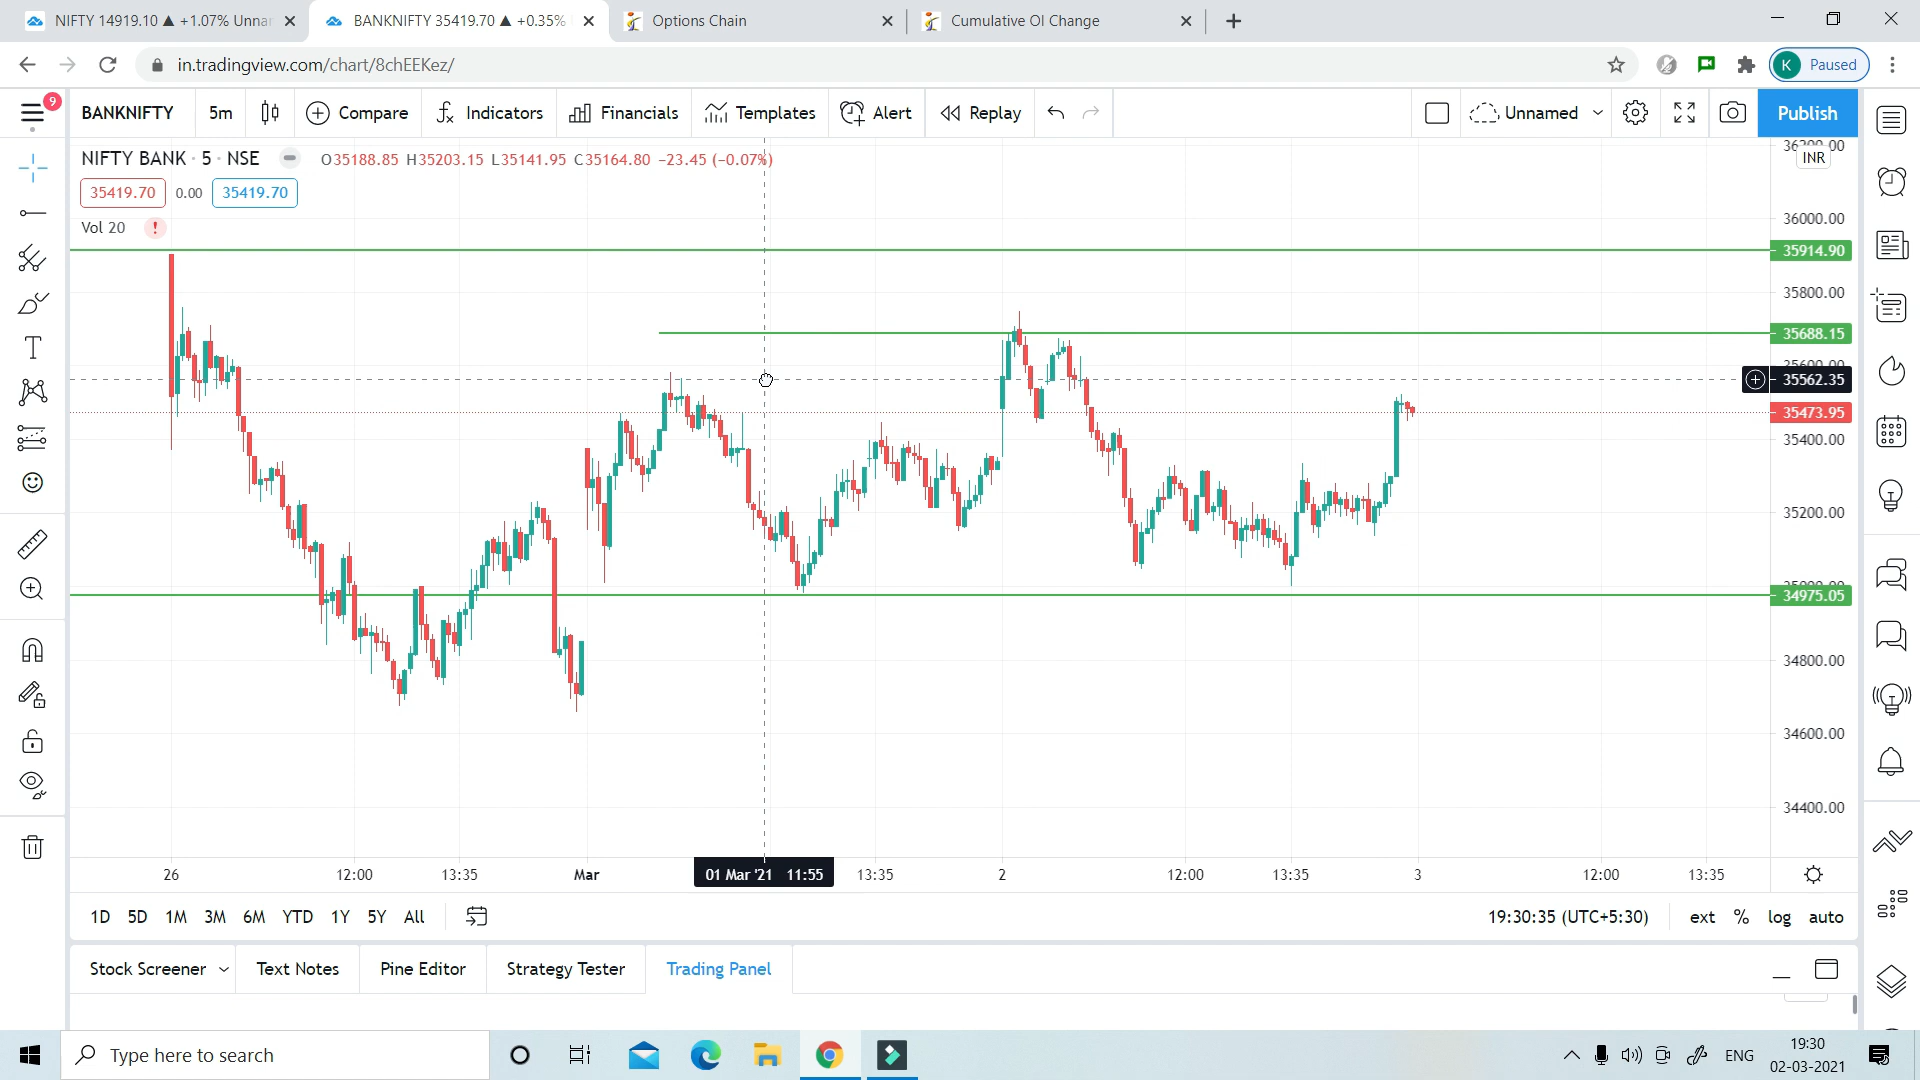 NIFTY 14919.10 ▲ +1.07% Unna
BANKNIFTY 35419.70 ▲ +0.35%
Options Chain
Cumulative OI Change
in.tradingview.com/chart/8chEEKez/
K Paused
9
BANKNIFTY 5m Compare Indicators Financials Templates Alert Replay Unnamed Publish
NIFTY BANK · 5 · NSE O35188.85 H35203.15 L35141.95 C35164.80 −23.45 (−0.07%)
35419.70 0.00 35419.70
Vol 20 !
INR
36000.00
35914.90
35800.00
35688.15
35562.35
35473.95
35400.00
35200.00
34975.05
34800.00
34600.00
34400.00
26 12:00 13:35 Mar 01 Mar '21 11:55 13:35 2 12:00 13:35 3 12:00 13:35
1D 5D 1M 3M 6M YTD 1Y 5Y All 19:30:35 (UTC+5:30) ext % log auto
Stock Screener Text Notes Pine Editor Strategy Tester Trading Panel
Type here to search
ENG
19:30
02-03-2021